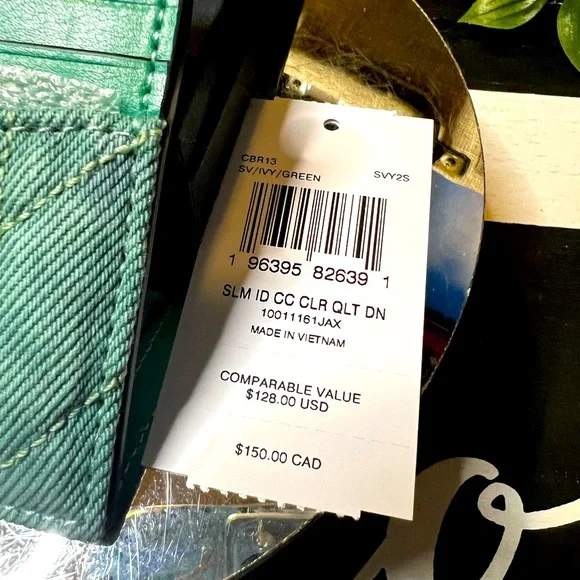 CBR13
SV/IVY/GREEN SVY2S
1 96395 82639 1
SLM ID CC CLR QLT DN
10011161JAX
MADE IN VIETNAM
COMPARABLE VALUE
$128.00 USD
$150.00 CAD